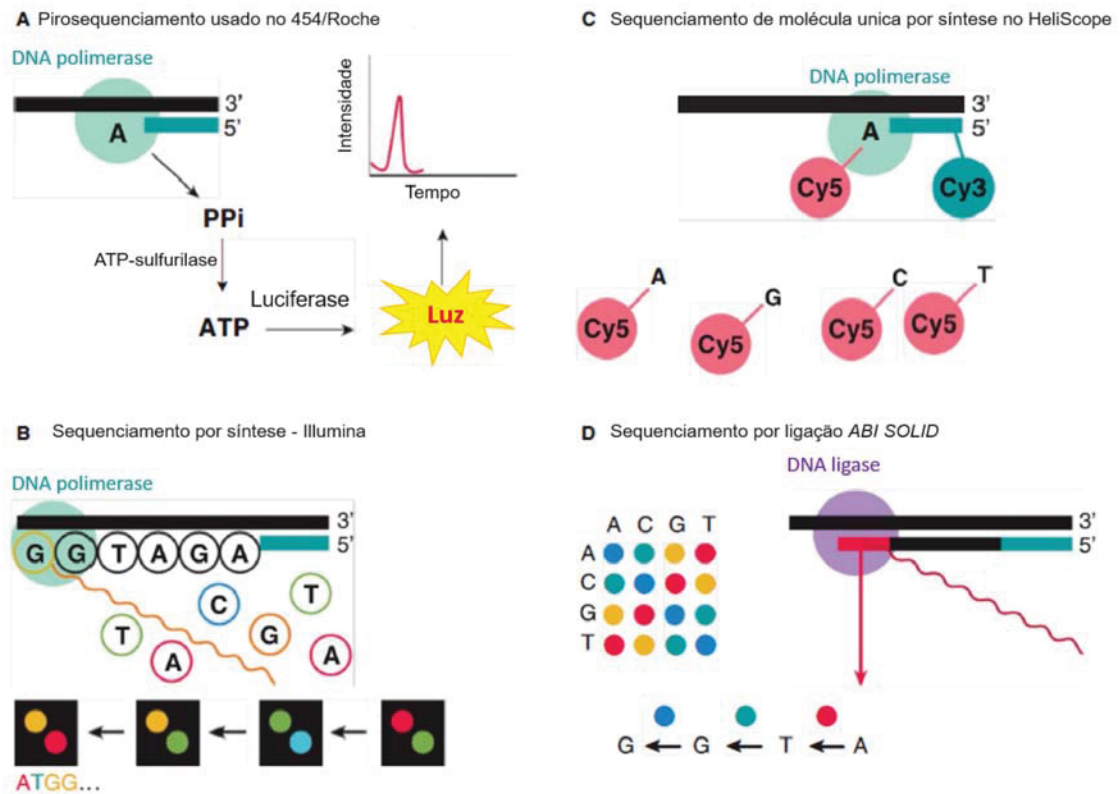 A Pirosequenciamento usado no 454/Roche
DNA polimerase
3'
5'
A
PPi
ATP-sulfurilase
ATP
Luciferase
Luz
Intensidade
Tempo
C Sequenciamento de molécula unica por síntese no HeliScope
DNA polimerase
3'
5'
A
Cy5
Cy3
A
Cy5
G
Cy5
C
Cy5
T
Cy5
B Sequenciamento por síntese - Illumina
DNA polimerase
3'
5'
G G T A G A
C
T
T
G
A
A
ATGG...
D Sequenciamento por ligação ABI SOLID
DNA ligase
3'
5'
A C G T
A
C
G
T
G G T A